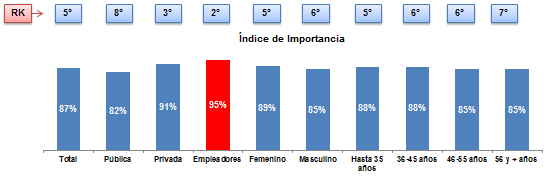 RK 5° 8° 3° 2° 5° 6° 5° 6° 6° 7°
Índice de Importancia
87% 82% 91% 95% 89% 85% 88% 88% 85% 85%
Total Pública Privada Empleadores Femenino Masculino Hasta 35 años 36-45 años 46-55 años 56 y + años